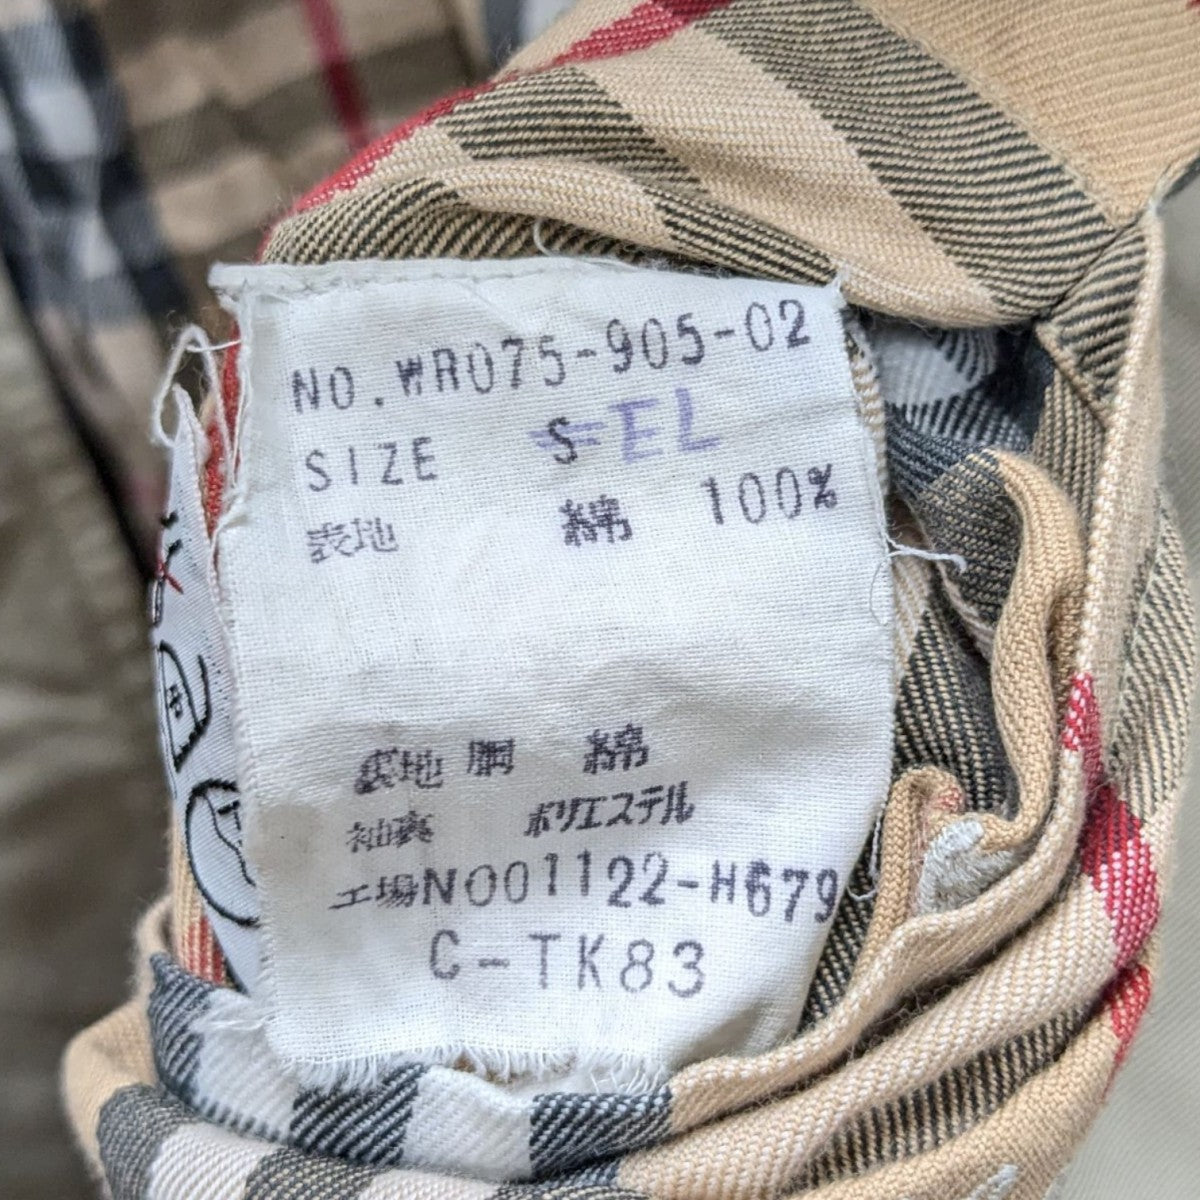 NO.WR075-905-02
SIZE S EL
表地 綿 100%
裏地 胴 綿
袖裏 ポリエステル
工場NO01122-H679
C-TK83